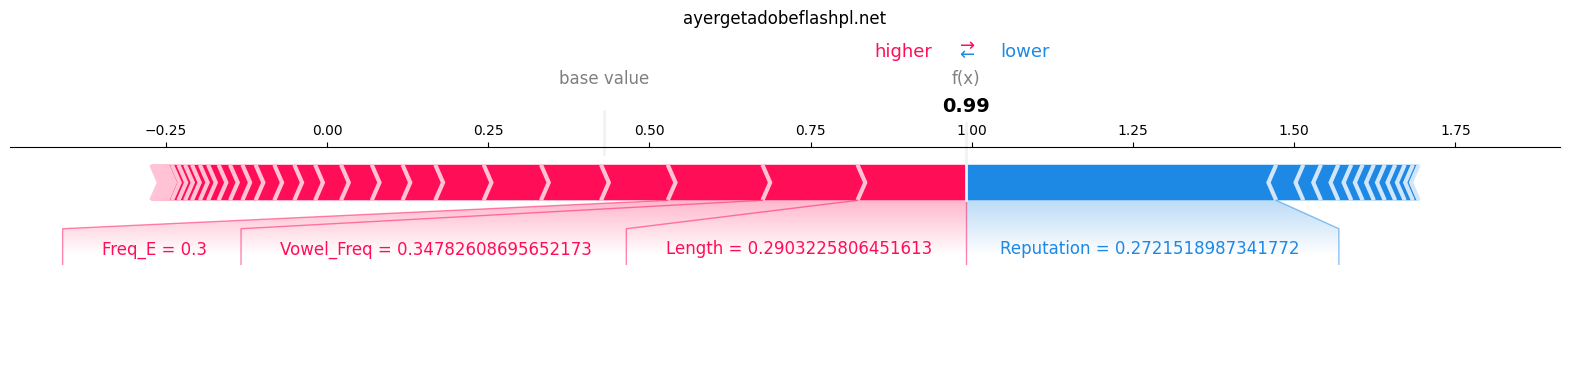 ayergetadobeflashpl.net
higher ⇄ lower
base value f(x)
0.99
−0.25 0.00 0.25 0.50 0.75 1.00 1.25 1.50 1.75
Freq_E = 0.3 Vowel_Freq = 0.34782608695652173 Length = 0.2903225806451613 Reputation = 0.2721518987341772